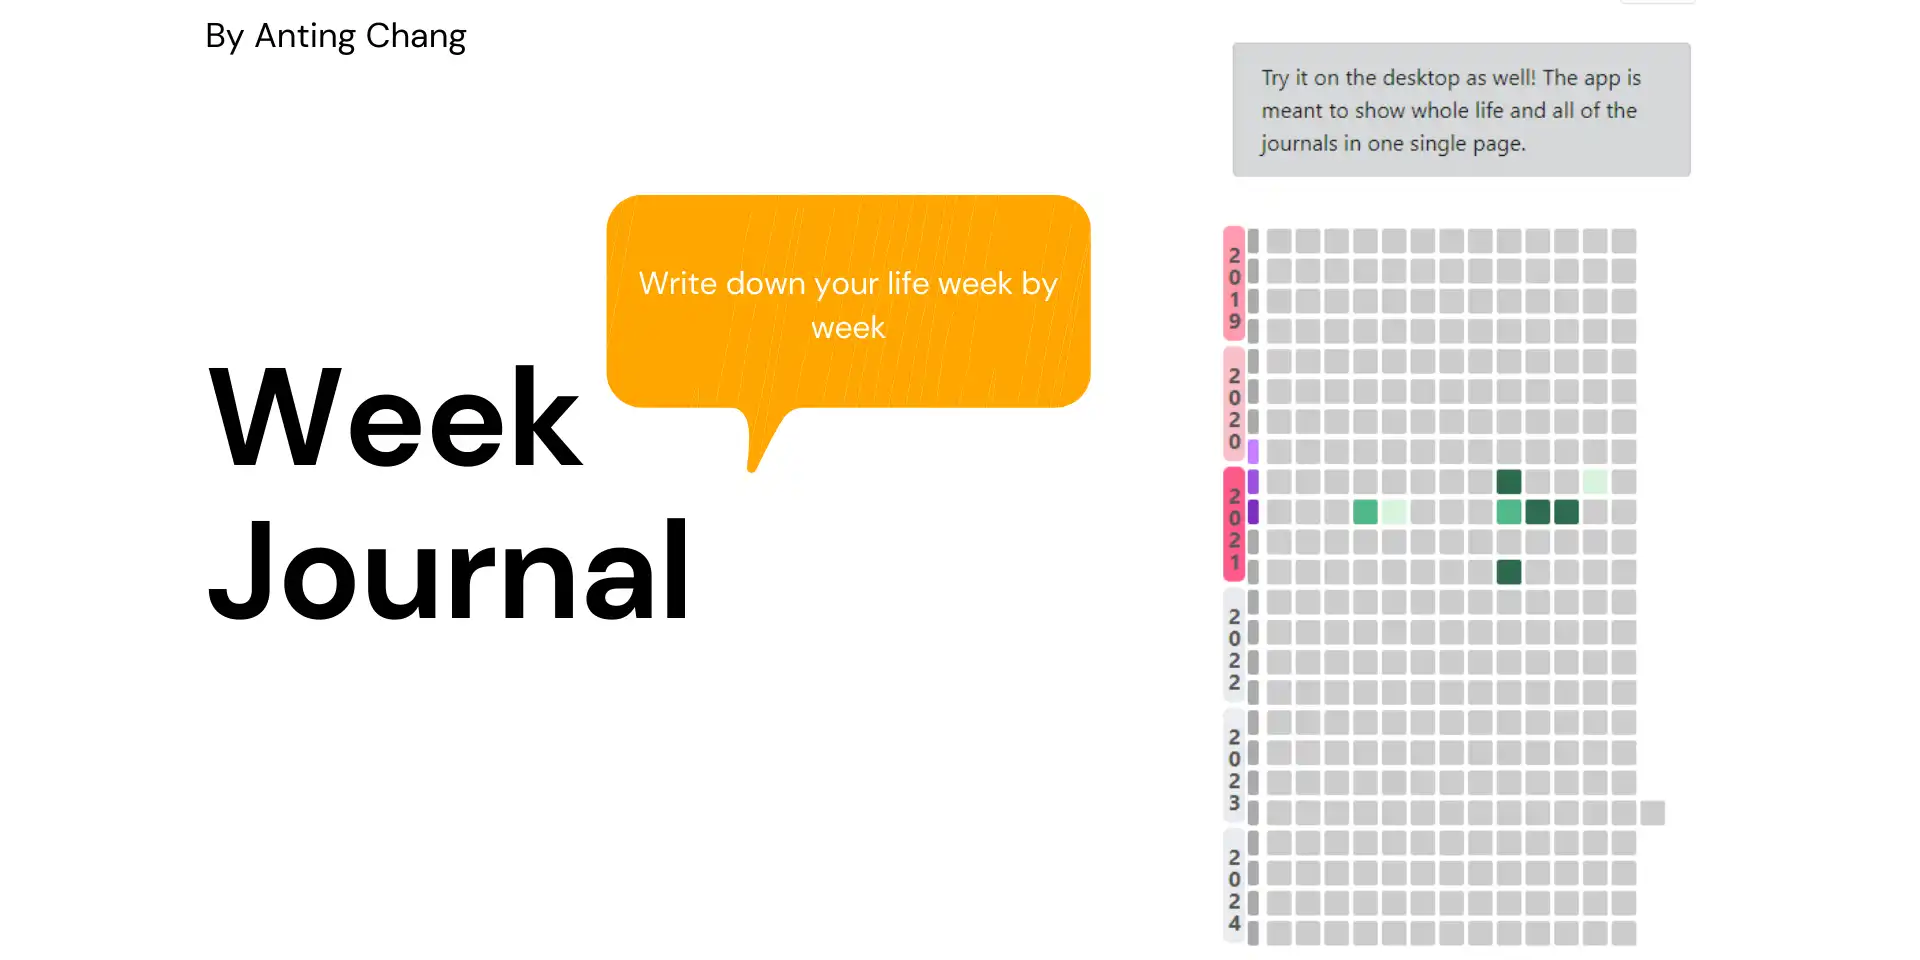 By Anting Chang
Try it on the desktop as well! The app is
meant to show whole life and all of the
journals in one single page.
Write down your life week by
week
Week
Journal
2019
2020
2021
2022
2023
2024